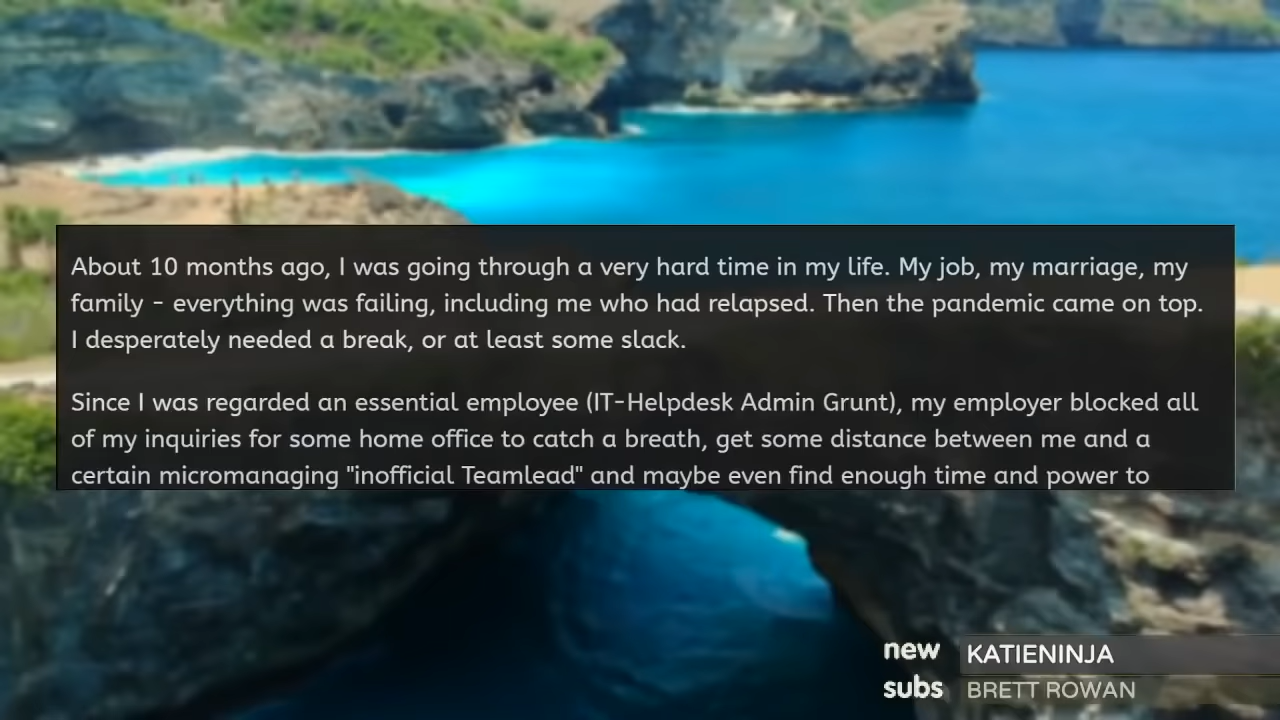 About 10 months ago, I was going through a very hard time in my life. My job, my marriage, my
family - everything was failing, including me who had relapsed. Then the pandemic came on top.
I desperately needed a break, or at least some slack.
Since I was regarded an essential employee (IT-Helpdesk Admin Grunt), my employer blocked all
of my inquiries for some home office to catch a breath, get some distance between me and a
certain micromanaging "inofficial Teamlead" and maybe even find enough time and power to
new
KATIENINJA
subs
BRETT ROWAN